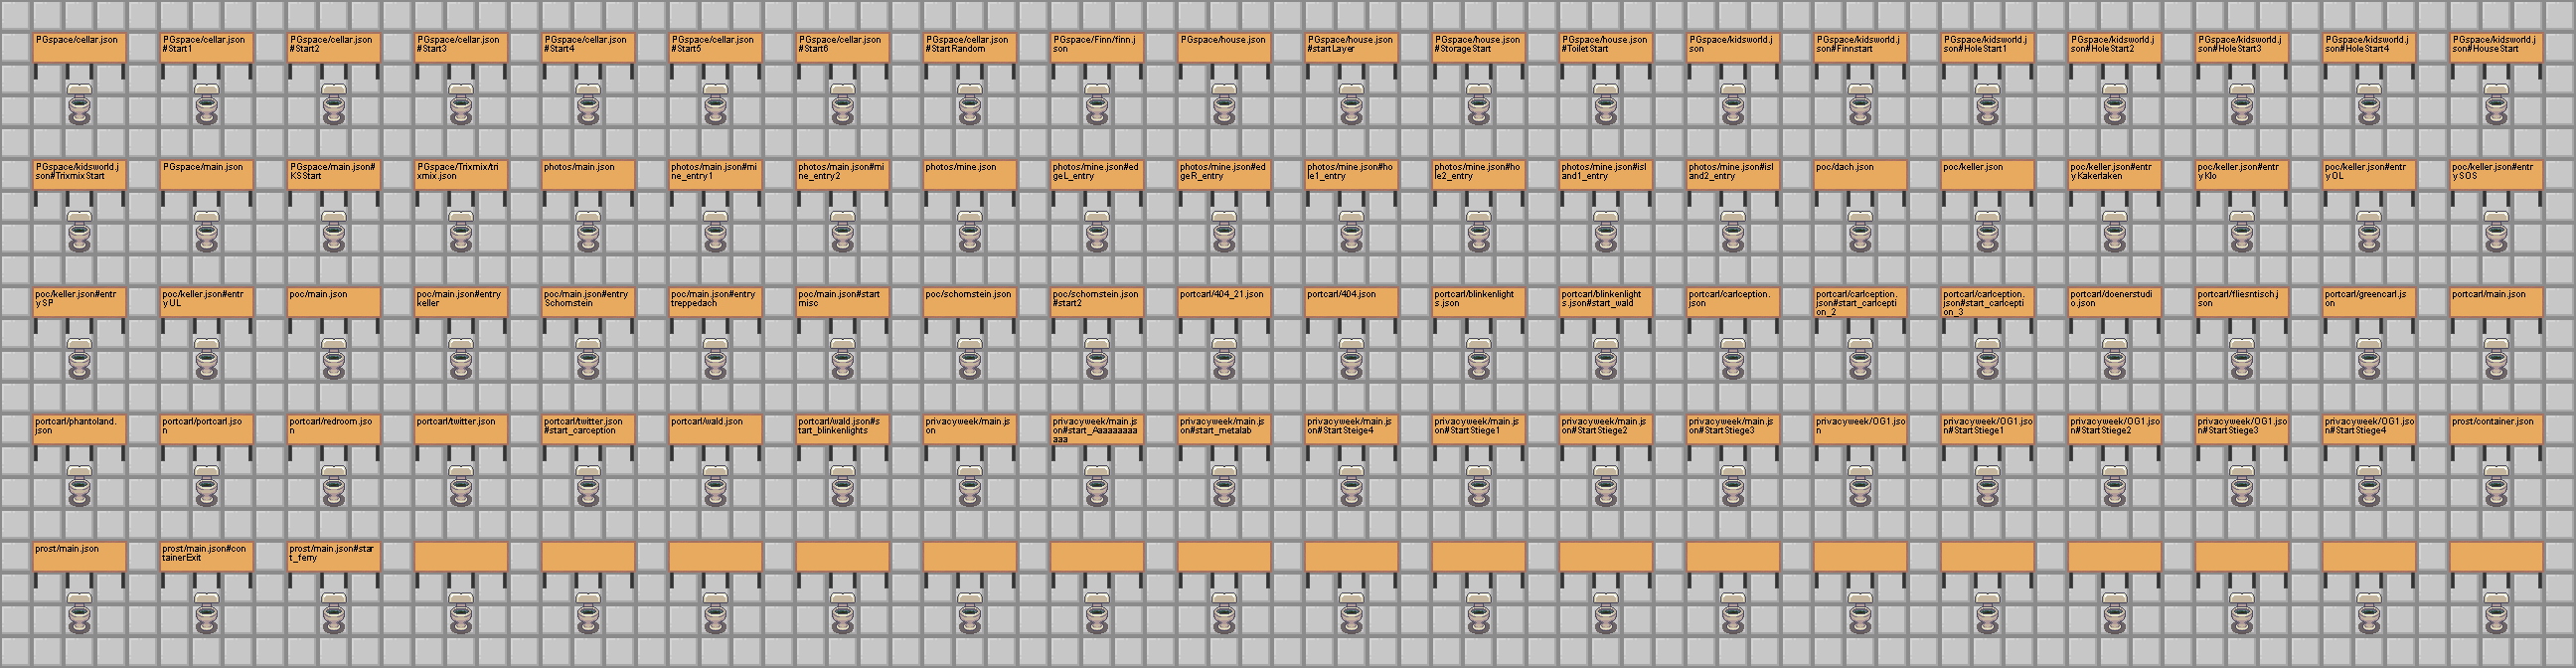 PGspace/cellar.json
PGspace/cellar.json
#Start1
PGspace/cellar.json
#Start2
PGspace/cellar.json
#Start3
PGspace/cellar.json
#Start4
PGspace/cellar.json
#Start5
PGspace/cellar.json
#Start6
PGspace/cellar.json
#StartRandom
PGspace/Finn/finn.j
son
PGspace/house.json
PGspace/house.json
#startLayer
PGspace/house.json
#StorageStart
PGspace/house.json
#ToiletStart
PGspace/kidsworld.j
son
PGspace/kidsworld.j
son#Finnstart
PGspace/kidsworld.j
son#HoleStart1
PGspace/kidsworld.j
son#HoleStart2
PGspace/kidsworld.j
son#HoleStart3
PGspace/kidsworld.j
son#HoleStart4
PGspace/kidsworld.j
son#HouseStart
PGspace/kidsworld.j
son#TrixmixStart
PGspace/main.json
PGspace/main.json#
KSStart
PGspace/Trixmix/tri
xmix.json
photos/main.json
photos/main.json#mi
ne_entry1
photos/main.json#mi
ne_entry2
photos/mine.json
photos/mine.json#ed
geL_entry
photos/mine.json#ed
geR_entry
photos/mine.json#ho
le1_entry
photos/mine.json#ho
le2_entry
photos/mine.json#isl
and1_entry
photos/mine.json#isl
and2_entry
poc/dach.json
poc/keller.json
poc/keller.json#entr
yKakerlaken
poc/keller.json#entr
yKlo
poc/keller.json#entr
yOL
poc/keller.json#entr
ySOS
poc/keller.json#entr
ySP
poc/keller.json#entr
yUL
poc/main.json
poc/main.json#entry
keller
poc/main.json#entry
Schornstein
poc/main.json#entry
treppedach
poc/main.json#start
misc
poc/schornstein.json
poc/schornstein.json
#start2
portcarl/404_21.json
portcarl/404.json
portcarl/blinkenlight
s.json
portcarl/blinkenlight
s.json#start_wald
portcarl/carlception.
json
portcarl/carlception.
json#start_carlcepti
on_2
portcarl/carlception.
json#start_carlcepti
on_3
portcarl/doenerstudi
o.json
portcarl/fliesntisch.j
son
portcarl/greencarl.js
on
portcarl/main.json
portcarl/phantoland.
json
portcarl/portcarl.jso
n
portcarl/redroom.jso
n
portcarl/twitter.json
portcarl/twitter.json
#start_carception
portcarl/wald.json
portcarl/wald.json#s
tart_blinkenlights
privacyweek/main.js
on
privacyweek/main.js
on#start_Aaaaaaaaa
aaa
privacyweek/main.js
on#start_metalab
privacyweek/main.js
on#StartSteige4
privacyweek/main.js
on#StartStiege1
privacyweek/main.js
on#StartStiege2
privacyweek/main.js
on#StartStiege3
privacyweek/OG1.jso
n
privacyweek/OG1.jso
n#StartStiege1
privacyweek/OG1.jso
n#StartStiege2
privacyweek/OG1.jso
n#StartStiege3
privacyweek/OG1.jso
n#StartStiege4
prost/container.json
prost/main.json
prost/main.json#con
tainerExit
prost/main.json#star
t_ferry